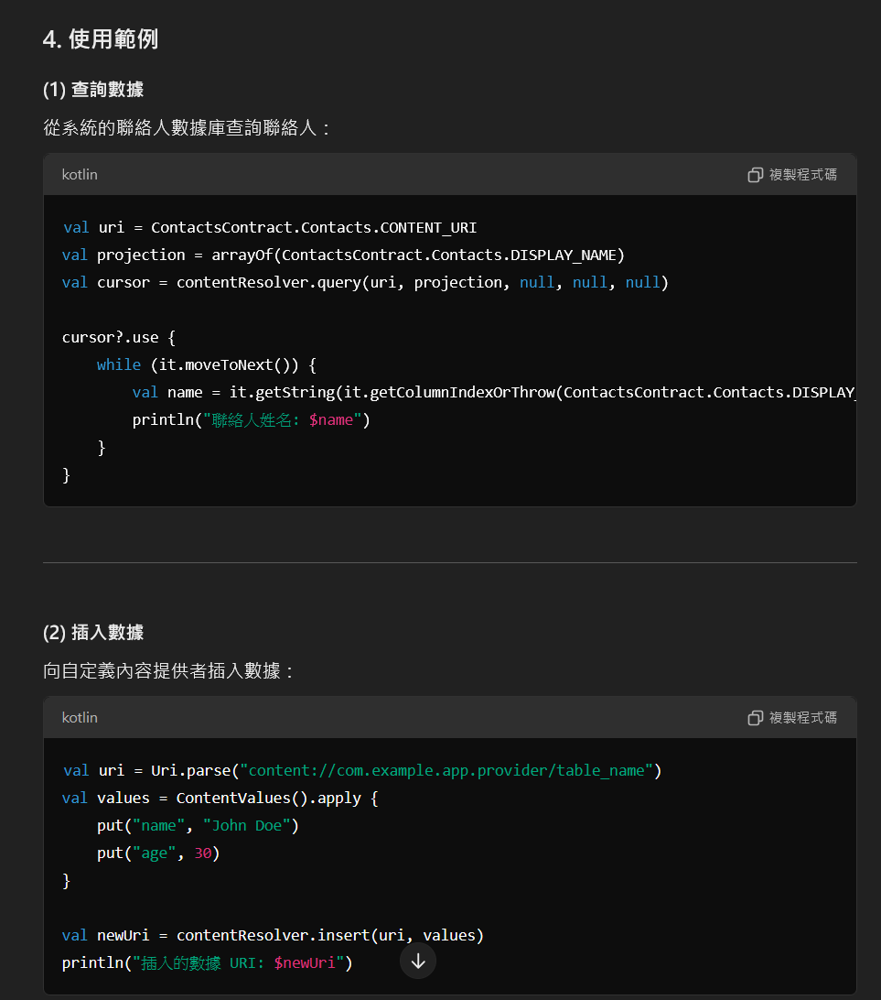 4. 使用範例
(1) 查詢數據
從系統的聯絡人數據庫查詢聯絡人：
kotlin
複製程式碼
val uri = ContactsContract.Contacts.CONTENT_URI
val projection = arrayOf(ContactsContract.Contacts.DISPLAY_NAME)
val cursor = contentResolver.query(uri, projection, null, null, null)
cursor?.use {
    while (it.moveToNext()) {
        val name = it.getString(it.getColumnIndexOrThrow(ContactsContract.Contacts.DISPLAY_
        println("聯絡人姓名: $name")
    }
}
(2) 插入數據
向自定義內容提供者插入數據：
kotlin
複製程式碼
val uri = Uri.parse("content://com.example.app.provider/table_name")
val values = ContentValues().apply {
    put("name", "John Doe")
    put("age", 30)
}
val newUri = contentResolver.insert(uri, values)
println("插入的數據 URI: $newUri")